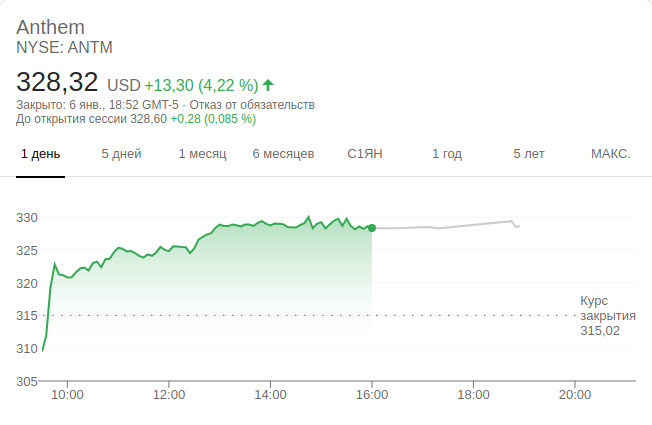 Anthem
NYSE: ANTM
328,32 USD +13,30 (4,22 %)
Закрыто: 6 янв., 18:52 GMT-5 · Отказ от обязательств
До открытия сессии 328,60 +0,28 (0,085 %)
1 день 5 дней 1 месяц 6 месяцев С1ЯН 1 год 5 лет МАКС.
330
325
320
315
310
305
Курс
закрытия
315,02
10:00 12:00 14:00 16:00 18:00 20:00